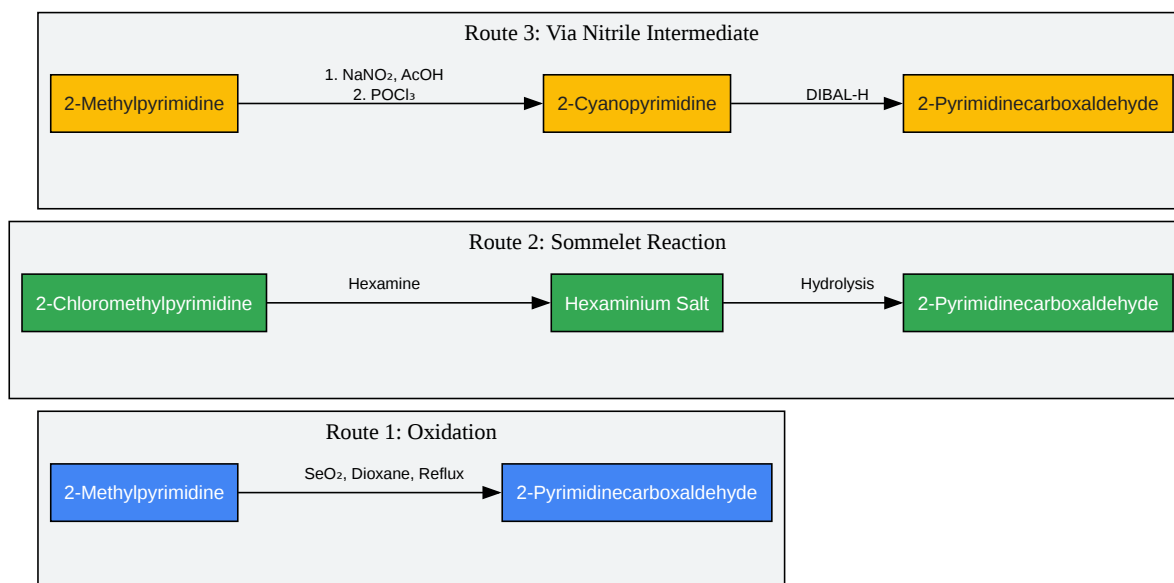 Route 3: Via Nitrile Intermediate
2-Methylpyrimidine
1. NaNO₂, AcOH
2. POCl₃
2-Cyanopyrimidine
DIBAL-H
2-Pyrimidinecarboxaldehyde
Route 2: Sommelet Reaction
2-Chloromethylpyrimidine
Hexamine
Hexaminium Salt
Hydrolysis
2-Pyrimidinecarboxaldehyde
Route 1: Oxidation
2-Methylpyrimidine
SeO₂, Dioxane, Reflux
2-Pyrimidinecarboxaldehyde